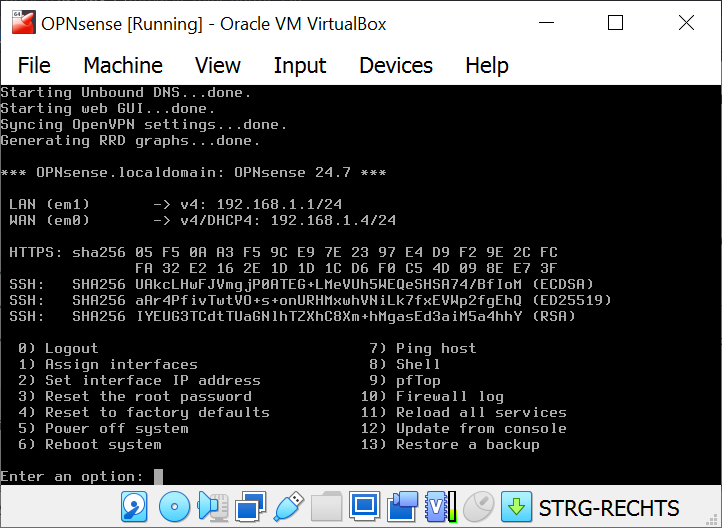 OPNsense [Running] - Oracle VM VirtualBox
File Machine View Input Devices Help
Starting Unbound DNS...done.
Starting web GUI...done.
Syncing OpenVPN settings...done.
Generating RRD graphs...done.
*** OPNsense.localdomain: OPNsense 24.7 ***
LAN (em1) -> v4: 192.168.1.1/24
WAN (em0) -> v4/DHCP4: 192.168.1.4/24
HTTPS: sha256 05 F5 0A A3 F5 9C E9 7E 23 97 E4 D9 F2 9E 2C FC
FA 32 E2 16 2E 1D 1D 1C D6 F0 C5 4D 09 8E E7 3F
SSH: SHA256 UAkcLHwFJVmgjP0ATEG+LMeVUh5WEQeSHSA74/BfIoM (ECDSA)
SSH: SHA256 aAr4PfivTwtVO+s+onURHMxwhVNiLk7fxEVWp2fgEhQ (ED25519)
SSH: SHA256 IYEUG3TCdtTUaGNlhTZXhC8Xm+hMgasEd3aiM5a4hhY (RSA)
0) Logout 7) Ping host
1) Assign interfaces 8) Shell
2) Set interface IP address 9) pfTop
3) Reset the root password 10) Firewall log
4) Reset to factory defaults 11) Reload all services
5) Power off system 12) Update from console
6) Reboot system 13) Restore a backup
Enter an option:
STRG-RECHTS